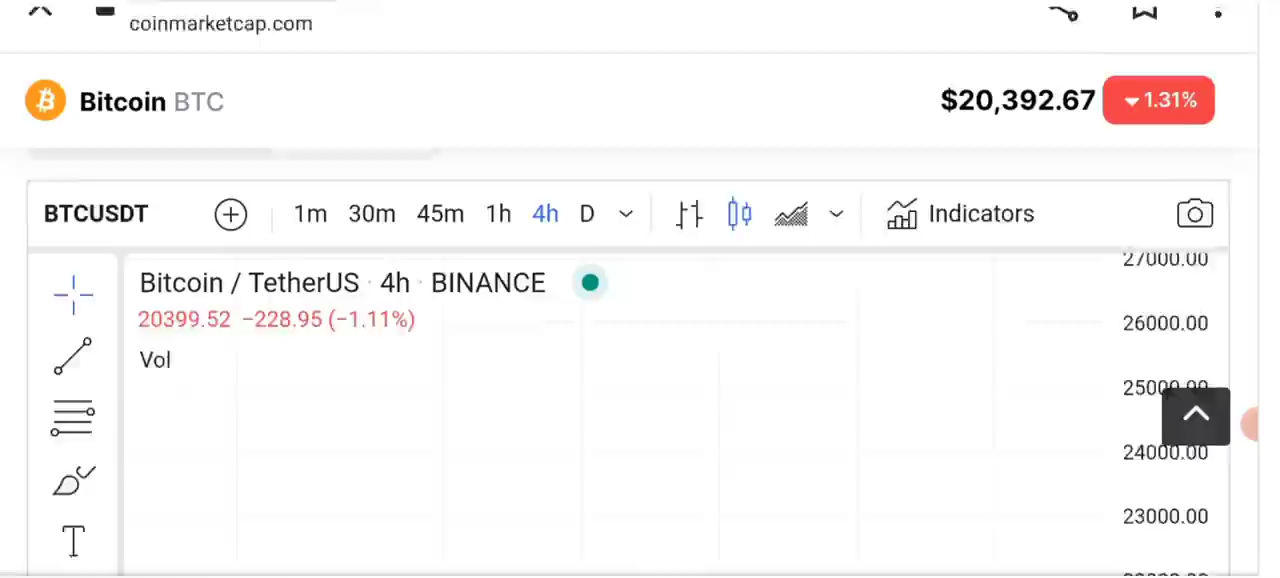 coinmarketcap.com
Bitcoin BTC
$20,392.67 1.31%
BTCUSDT 1m 30m 45m 1h 4h D Indicators
27000.00
Bitcoin / TetherUS · 4h · BINANCE
20399.52 −228.95 (−1.11%)
26000.00
Vol
25000.00
24000.00
23000.00
T